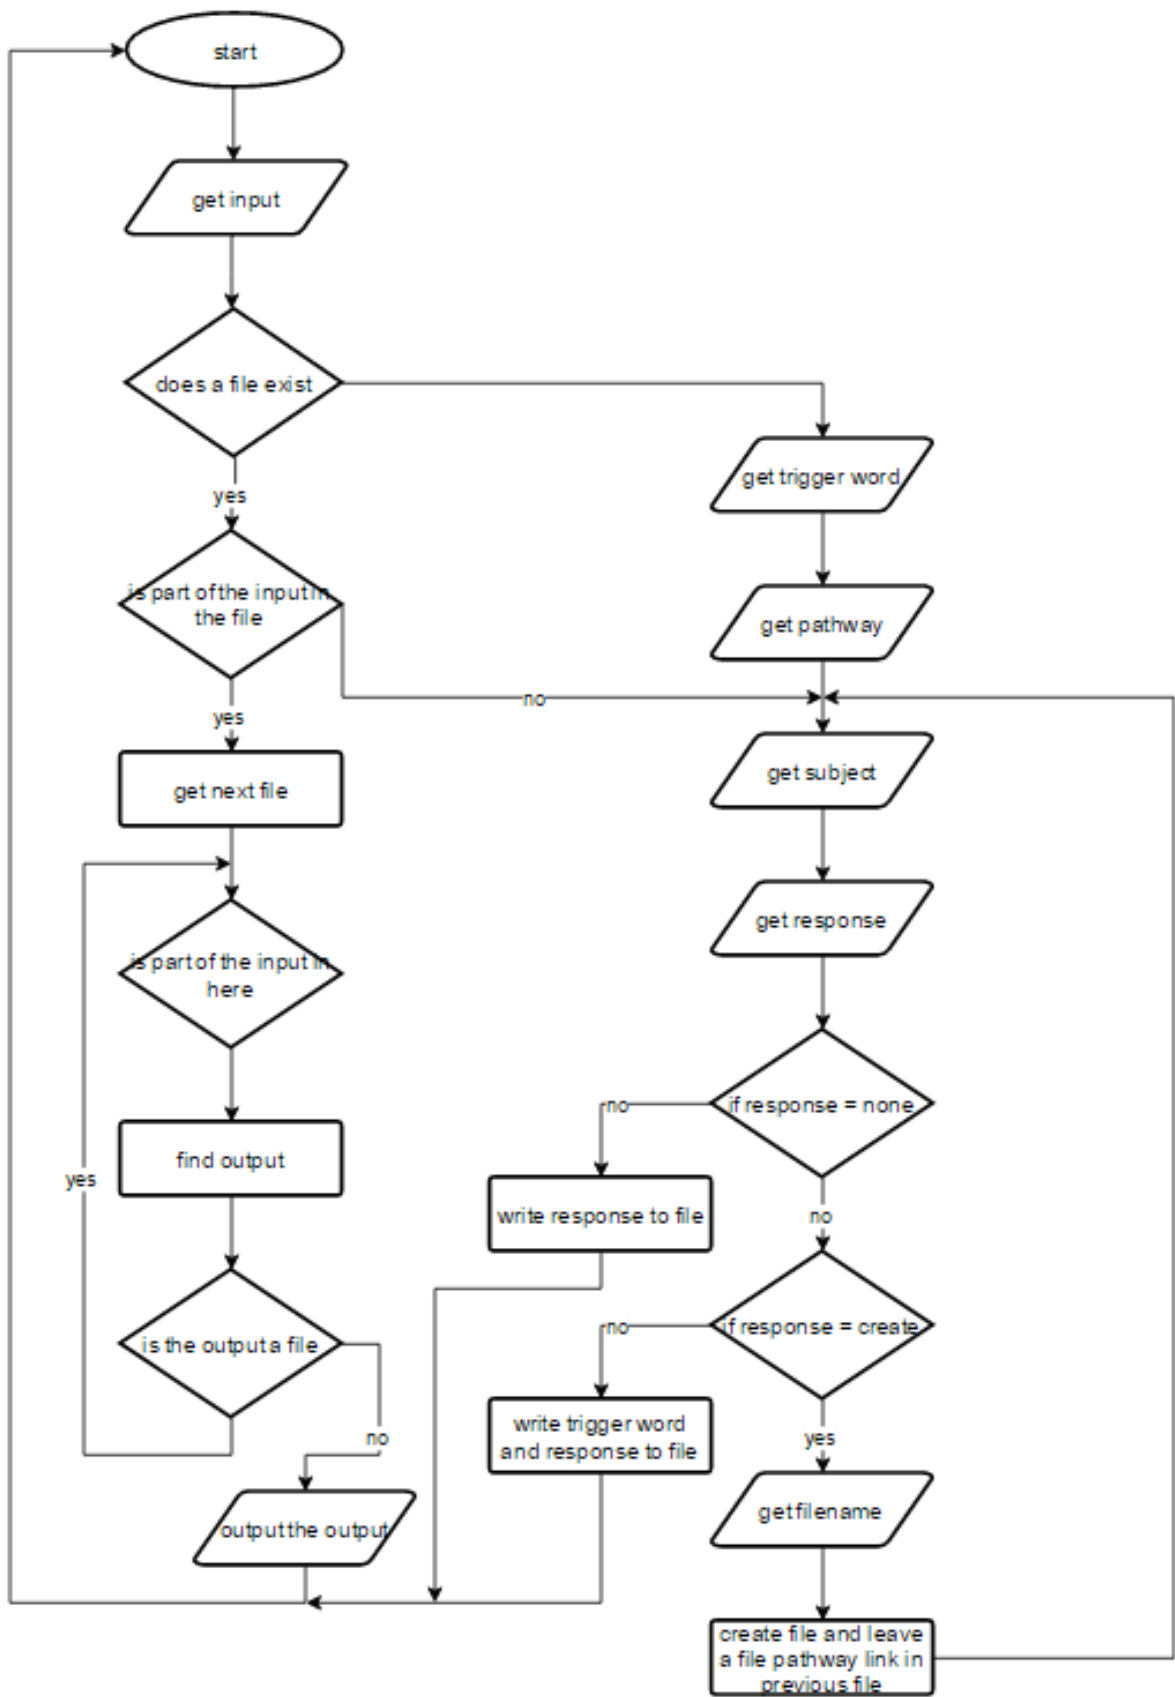 start
get input
does a file exist
yes
is part of the input in
the file
no
yes
get next file
is part of the input in
here
find output
yes
is the output a file
no
output the output
get trigger word
get pathway
get subject
get response
if response = none
no
write response to file
no
if response = create
no
write trigger word
and response to file
yes
get filename
create file and leave
a file pathway link in
previous file